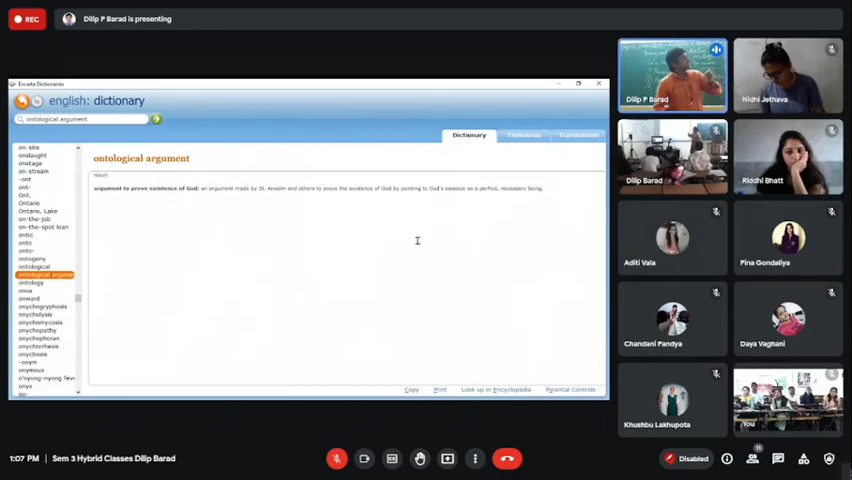 REC
Dilip P Barad is presenting
Encarta Dictionaries
english: dictionary
ontological argument
Dictionary
Thesaurus
Translations
on-site
onslaught
onstage
on-stream
-ont
ont-
Ont.
Ontario
Ontario, Lake
on-the-job
on-the-spot loan
ontic
onto
onto-
ontogeny
ontological
ontological argume
ontology
onus
onward
onychogryphosis
onycholysis
onychomycosis
onychopathy
onychophoran
onychorrhexis
onychosis
-onym
onymous
o'nyong-nyong feve
onyx
oo-
ontological argument
noun
argument to prove existence of God: an argument made by St. Anselm and others to prove the existence of God by pointing to God's essence as a perfect, necessary being.
Copy
Print
Look up in Encyclopedia
Parental Controls
Dilip P Barad
Nidhi Jethava
Dilip Barad
Riddhi Bhatt
Aditi Vala
Pina Gondaliya
Chandani Pandya
Daya Vaghani
Khushbu Lakhupota
You
1:07 PM
Sem 3 Hybrid Classes Dilip Barad
Disabled
11